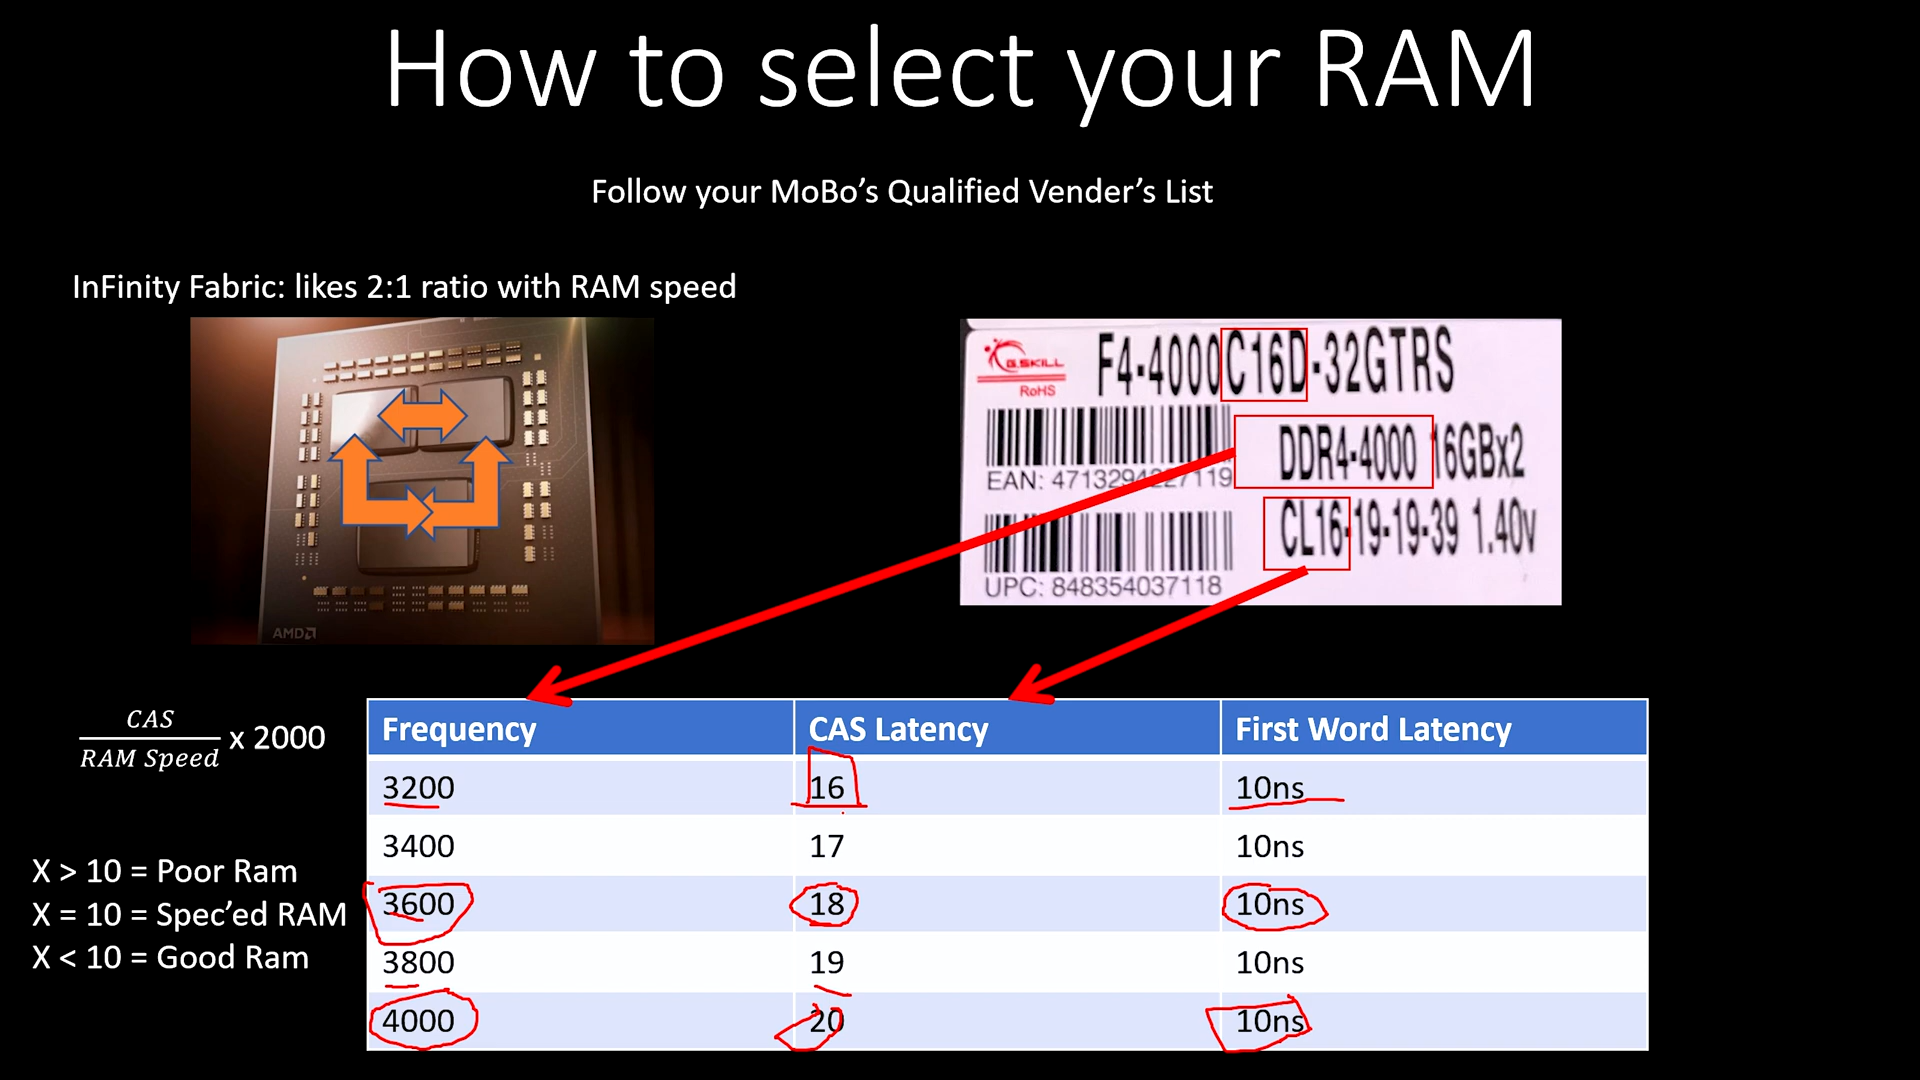 How to select your RAM
Follow your MoBo’s Qualified Vender’s List
InFinity Fabric: likes 2:1 ratio with RAM speed
AMD
G.SKILL
RoHS
F4-4000C16D-32GTRS
DDR4-4000 16GBx2
EAN: 4713294227119
CL16-19-19-39 1.40v
UPC: 848354037118
CAS
RAM Speed x 2000
X > 10 = Poor Ram
X = 10 = Spec’ed RAM
X < 10 = Good Ram
Frequency CAS Latency First Word Latency
3200 16 10ns
3400 17 10ns
3600 18 10ns
3800 19 10ns
4000 20 10ns